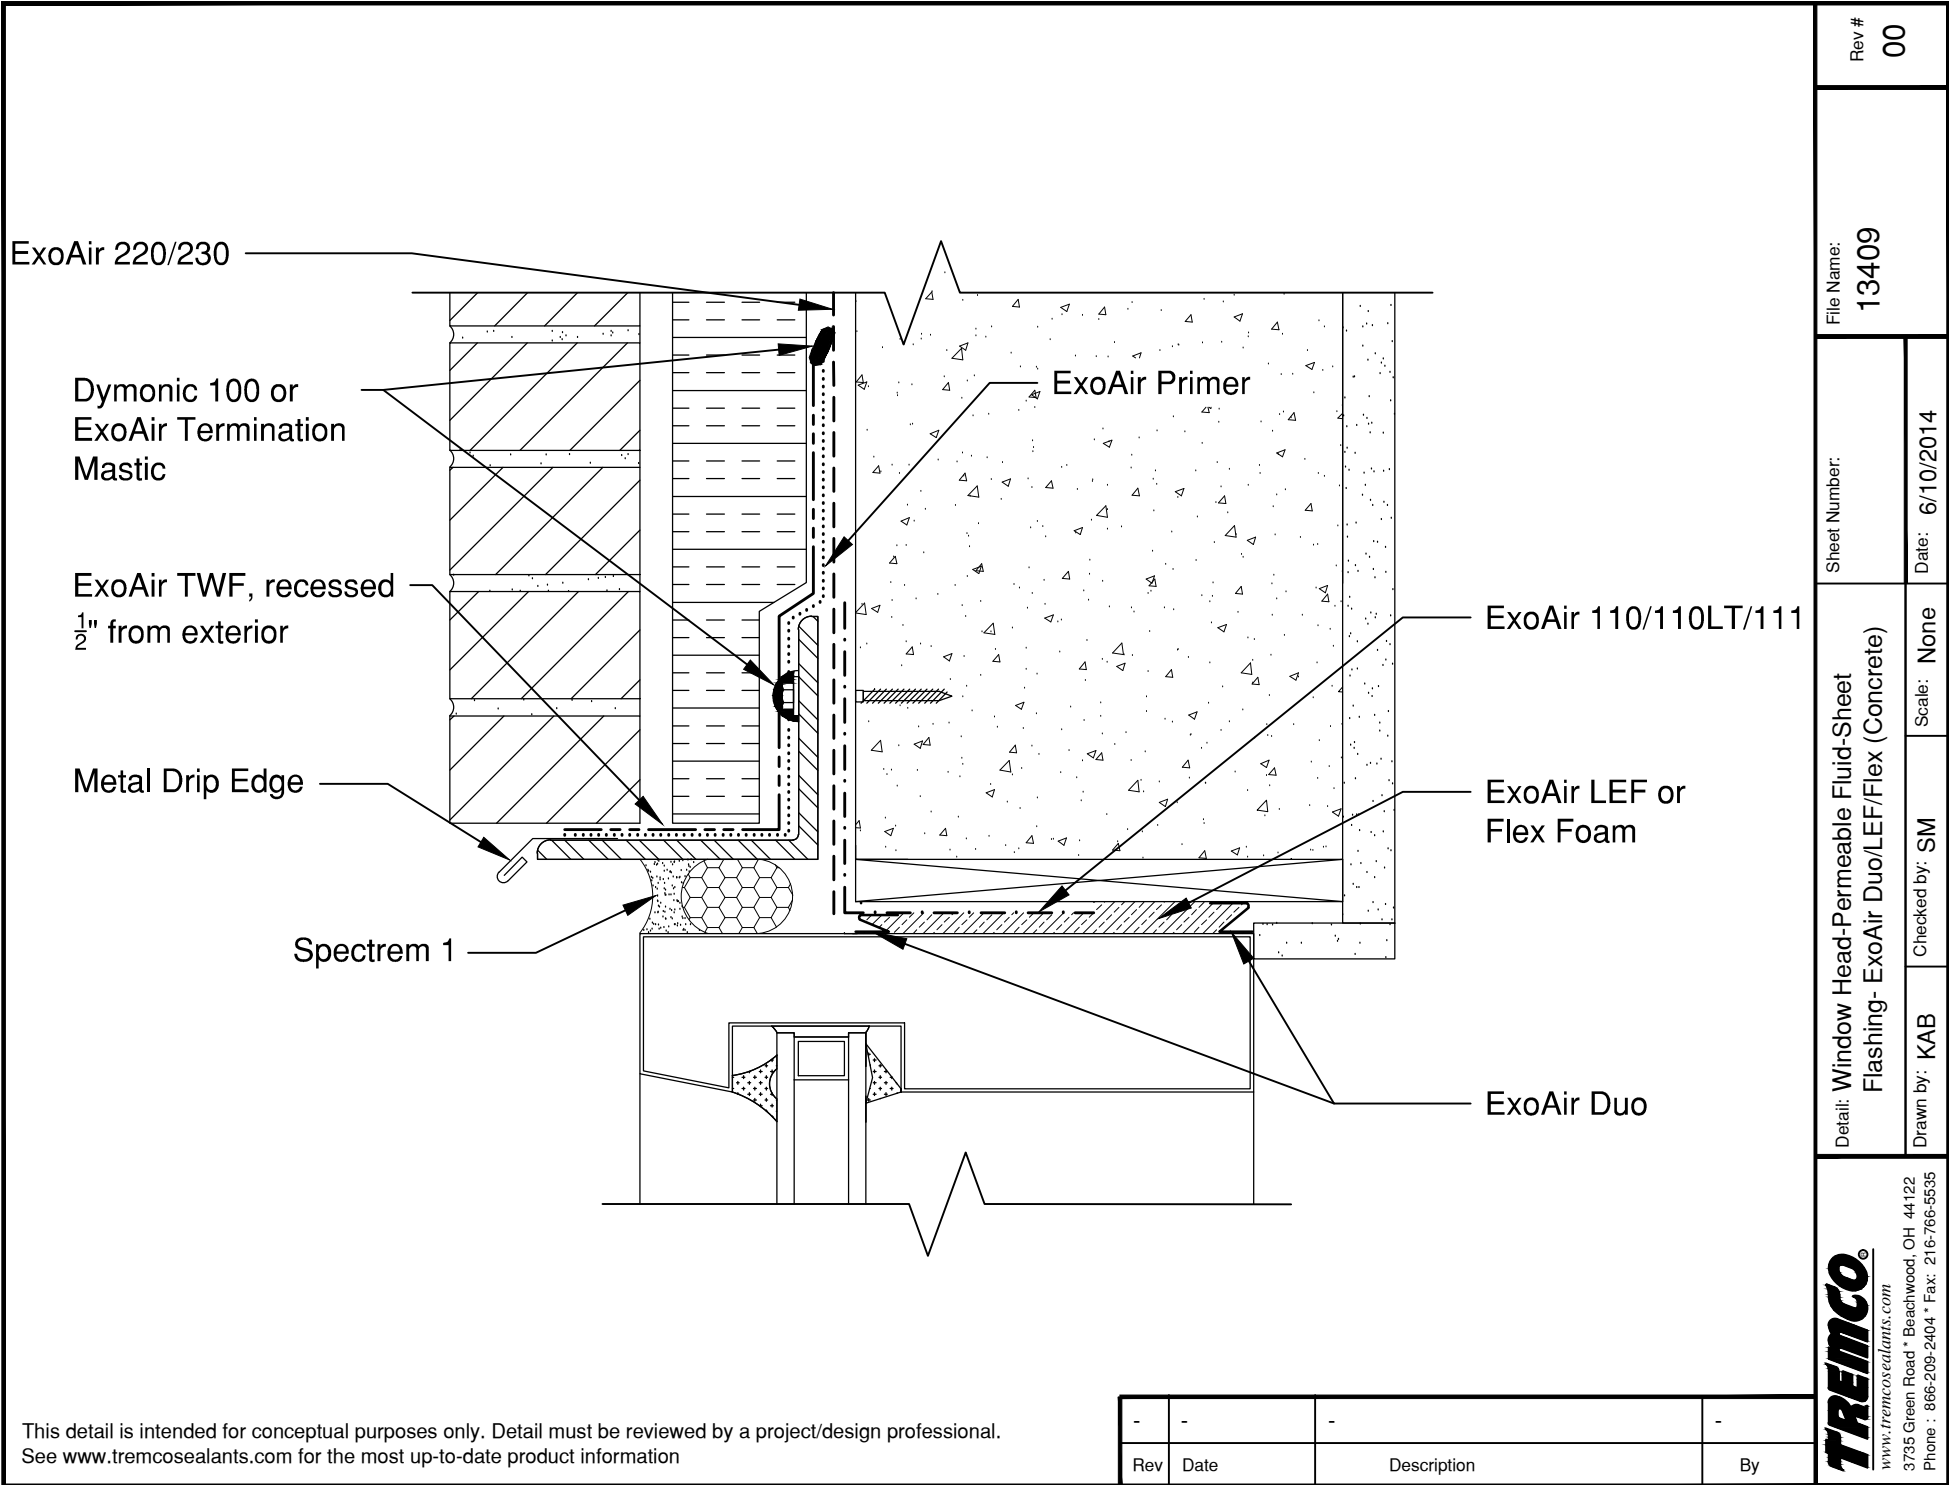 ExoAir 220/230
Dymonic 100 or
ExoAir Termination
Mastic
ExoAir TWF, recessed
1/2" from exterior
Metal Drip Edge
Spectrem 1
ExoAir Primer
ExoAir 110/110LT/111
ExoAir LEF or
Flex Foam
ExoAir Duo
This detail is intended for conceptual purposes only. Detail must be reviewed by a project/design professional.
See www.tremcosealants.com for the most up-to-date product information
- - - -
Rev Date Description By
TREMCO®
www.tremcosealants.com
3735 Green Road * Beachwood, OH 44122
Phone : 866-209-2404 * Fax: 216-766-5535
Detail: Window Head-Permeable Fluid-Sheet
Flashing- ExoAir Duo/LEF/Flex (Concrete)
Drawn by: KAB
Checked by: SM
Scale: None
Sheet Number:
Date: 6/10/2014
File Name:
13409
Rev #
00